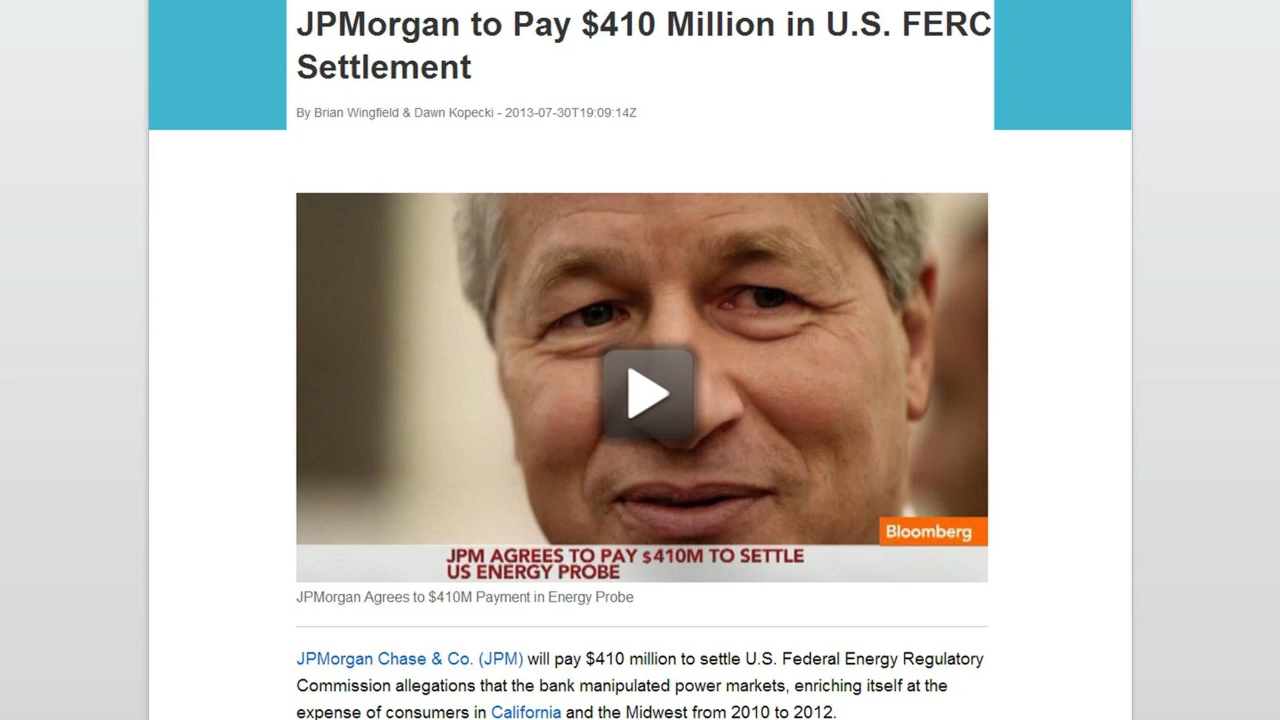 JPMorgan to Pay $410 Million in U.S. FERC
Settlement
By Brian Wingfield & Dawn Kopecki - 2013-07-30T19:09:14Z
Bloomberg
JPM AGREES TO PAY $410M TO SETTLE
US ENERGY PROBE
JPMorgan Agrees to $410M Payment in Energy Probe
JPMorgan Chase & Co. (JPM) will pay $410 million to settle U.S. Federal Energy Regulatory
Commission allegations that the bank manipulated power markets, enriching itself at the
expense of consumers in California and the Midwest from 2010 to 2012.